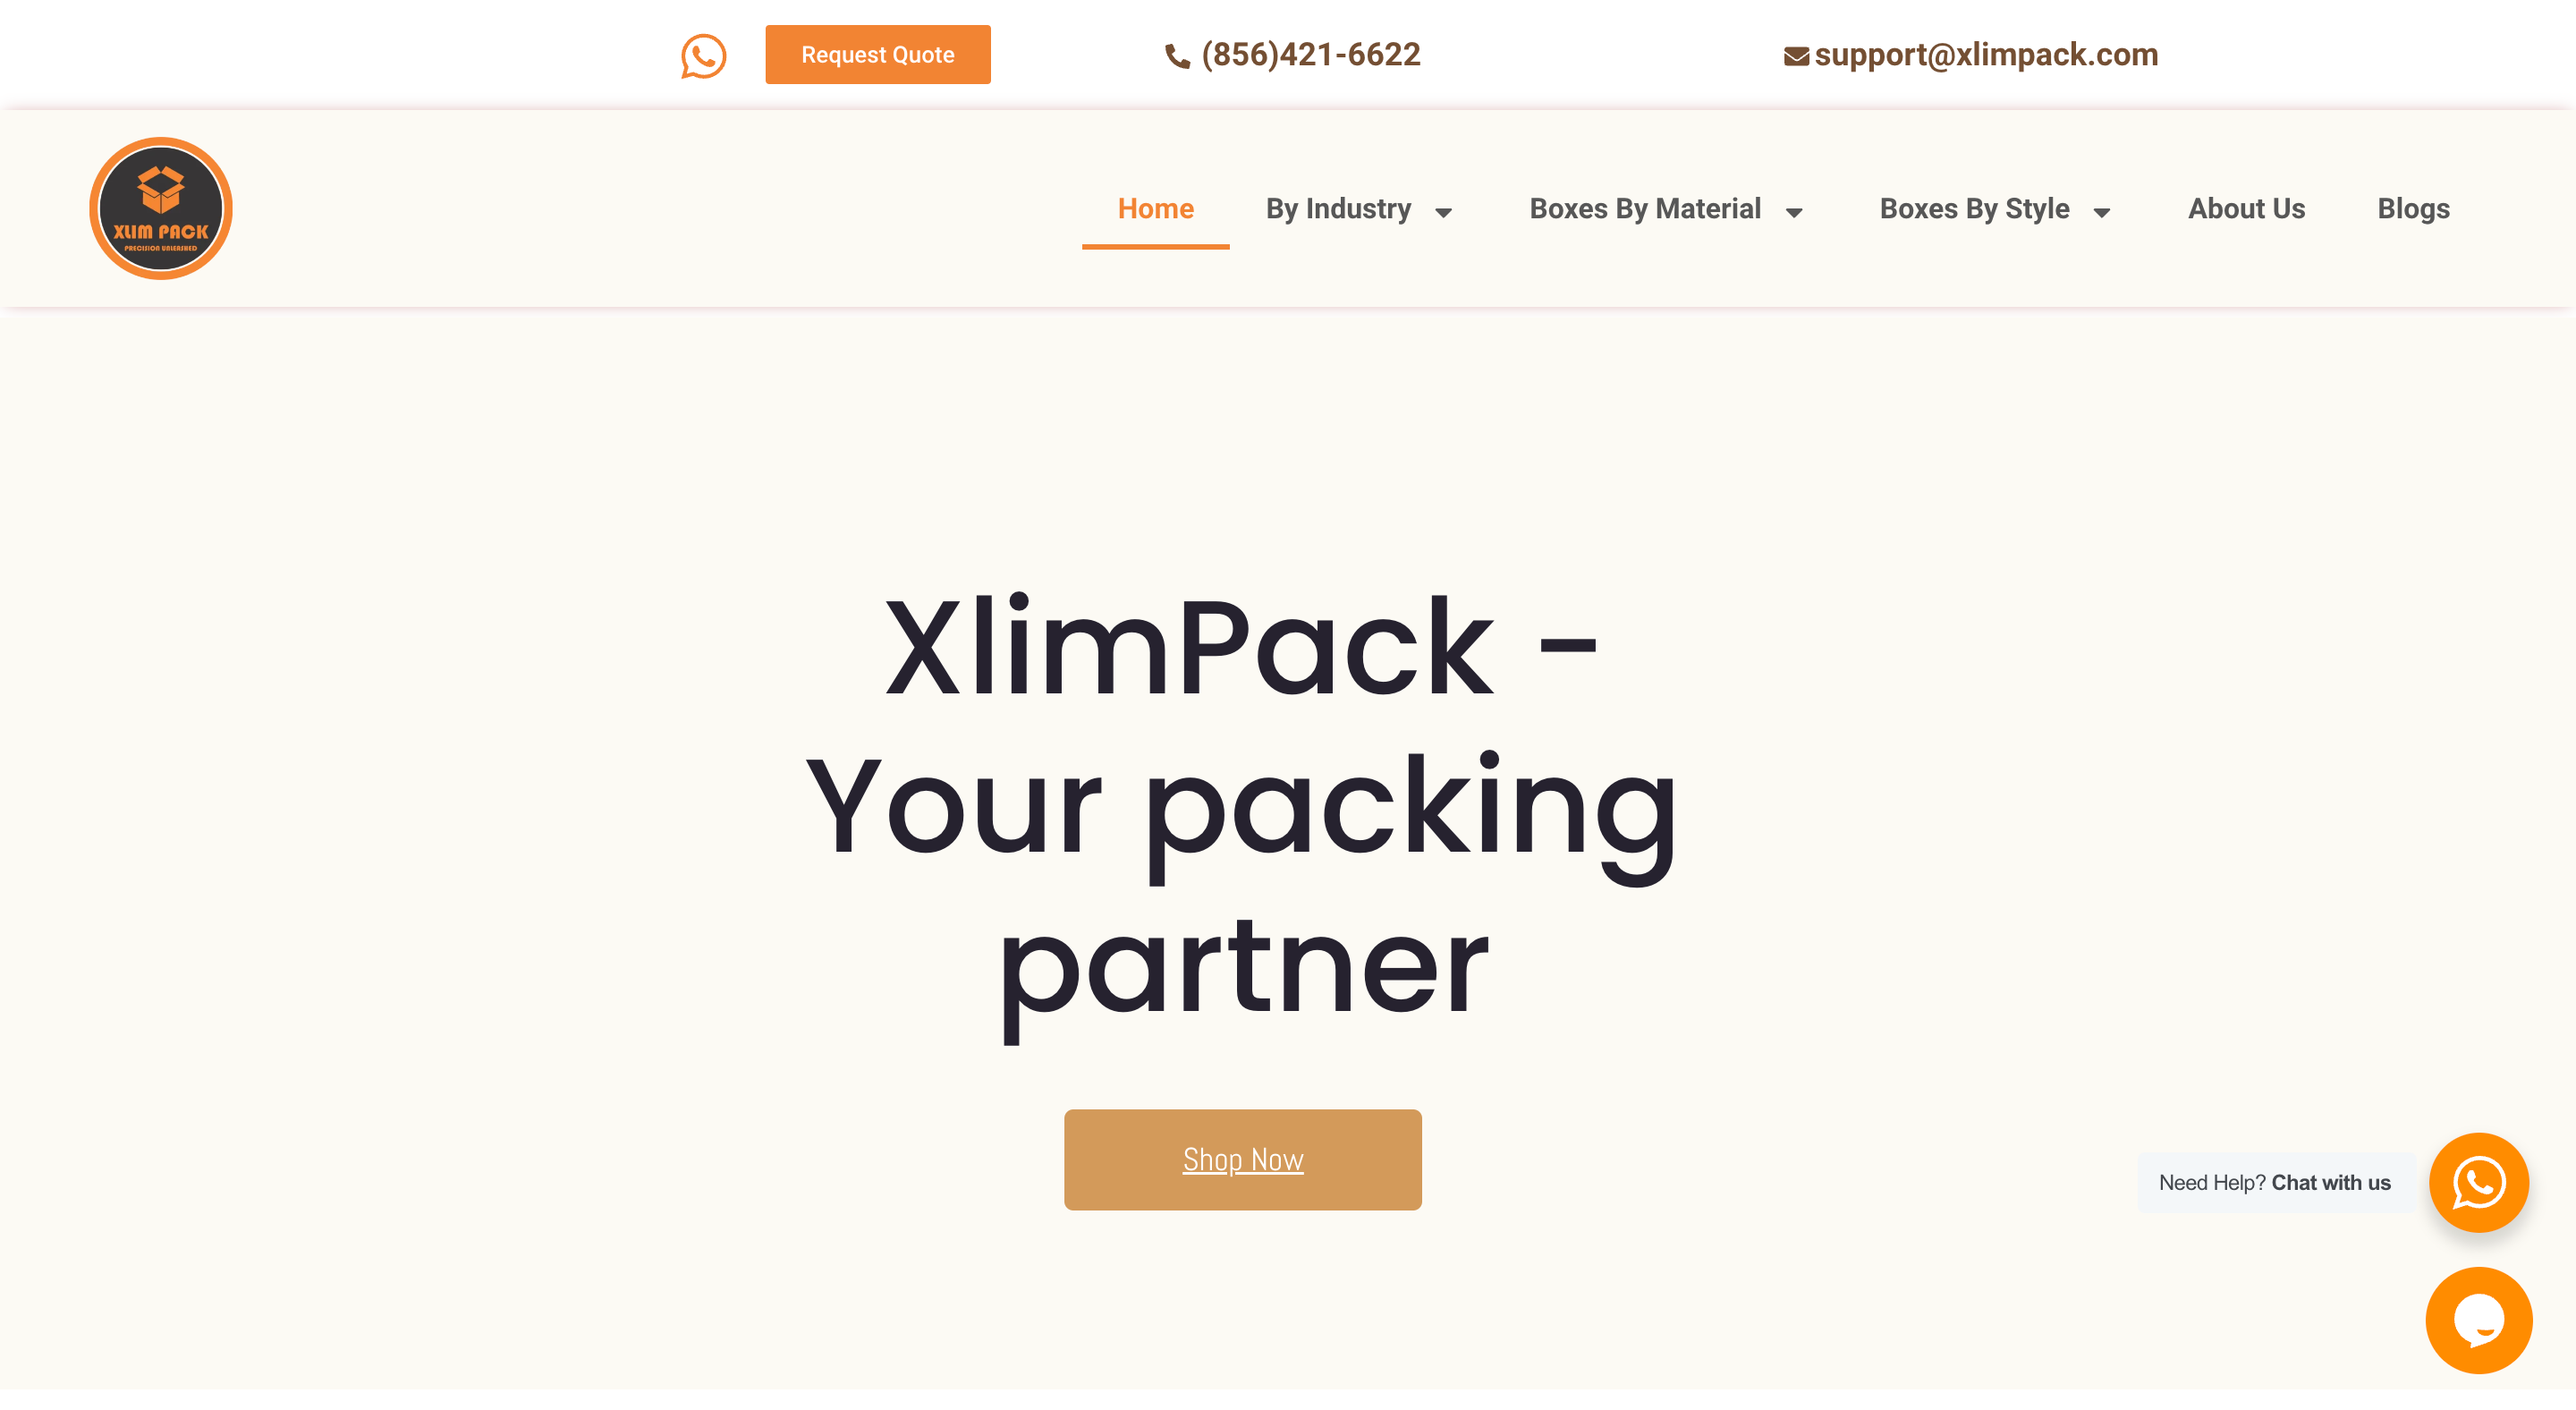 Request Quote
(856)421-6622
support@xlimpack.com
XLIM PACK
PRECISION UNLEASHED
Home
By Industry
Boxes By Material
Boxes By Style
About Us
Blogs
XlimPack -
Your packing
partner
Shop Now
Need Help? Chat with us